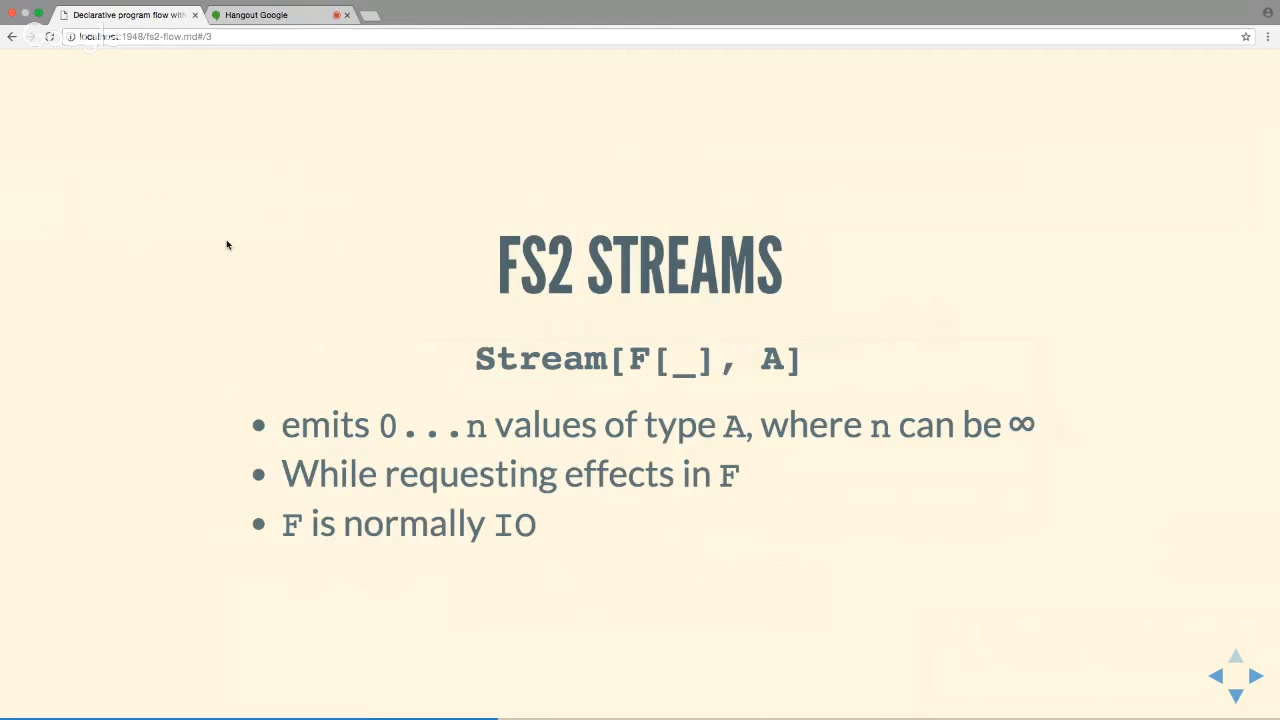 Declarative program flow with
Hangout Google
localhost:1948/fs2-flow.md#/3
FS2 STREAMS
Stream[F[_], A]
• emits 0...n values of type A, where n can be ∞
• While requesting effects in F
• F is normally IO